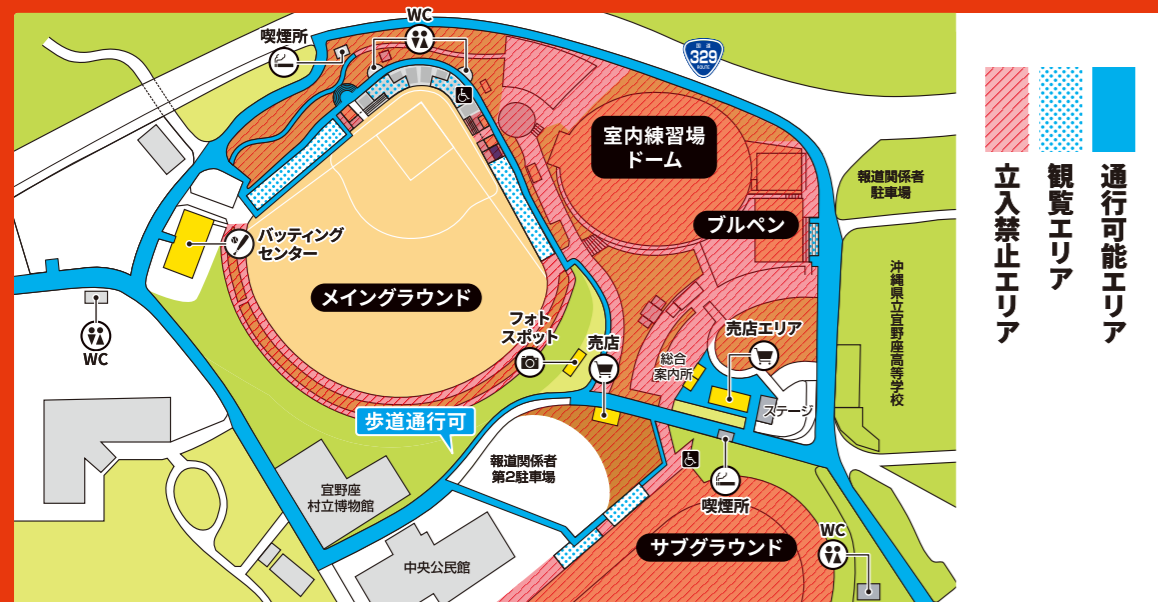 WC
喫煙所
国道
329
ROUTE
室内練習場
ドーム
ブルペン
報道関係者
駐車場
バッティング
センター
メイングラウンド
沖縄県立宜野座高等学校
WC
フォト
スポット
売店
売店エリア
総合
案内所
ステージ
歩道通行可
報道関係者
第2駐車場
宜野座
村立博物館
中央公民館
喫煙所
サブグラウンド
WC
通行可能エリア
観覧エリア
立入禁止エリア